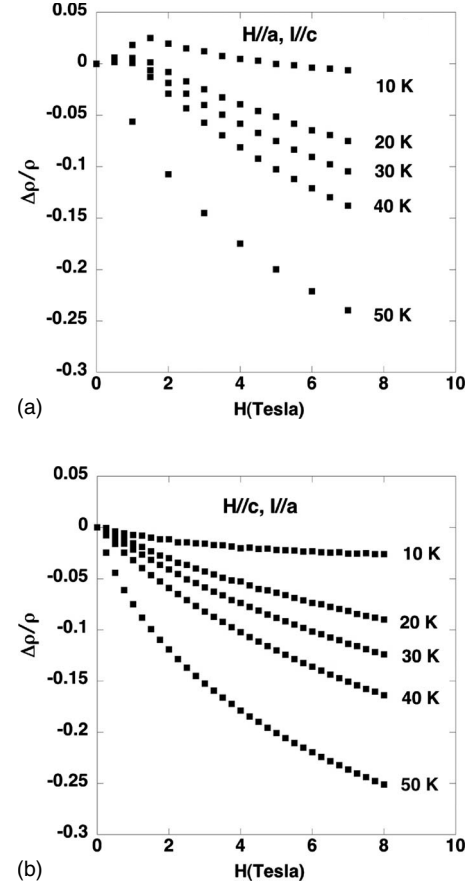 0.05
H//a, I//c
0
10 K
-0.05
20 K
-0.1
30 K
40 K
-0.15
-0.2
50 K
-0.25
-0.3
0 2 4 6 8 10
H(Tesla)
Δρ/ρ
(a)
0.05
H//c, I//a
0
10 K
-0.05
20 K
-0.1
30 K
-0.15
40 K
-0.2
50 K
-0.25
-0.3
0 2 4 6 8 10
H(Tesla)
Δρ/ρ
(b)